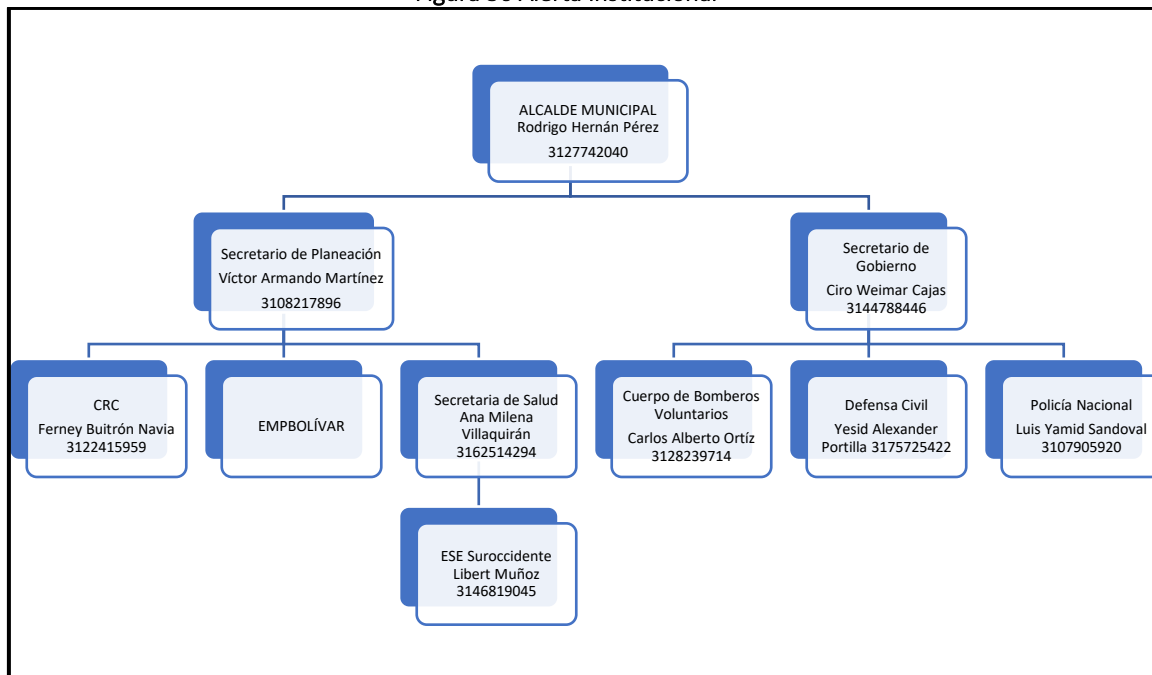 ALCALDE MUNICIPAL
Rodrigo Hernán Pérez
3127742040
Secretario de Planeación
Víctor Armando Martínez
3108217896
Secretario de
Gobierno
Ciro Weimar Cajas
3144788446
CRC
Ferney Buitrón Navia
3122415959
EMPBOLÍVAR
Secretaria de Salud
Ana Milena
Villaquirán
3162514294
Cuerpo de Bomberos
Voluntarios
Carlos Alberto Ortíz
3128239714
Defensa Civil
Yesid Alexander
Portilla 3175725422
Policía Nacional
Luis Yamid Sandoval
3107905920
ESE Suroccidente
Libert Muñoz
3146819045